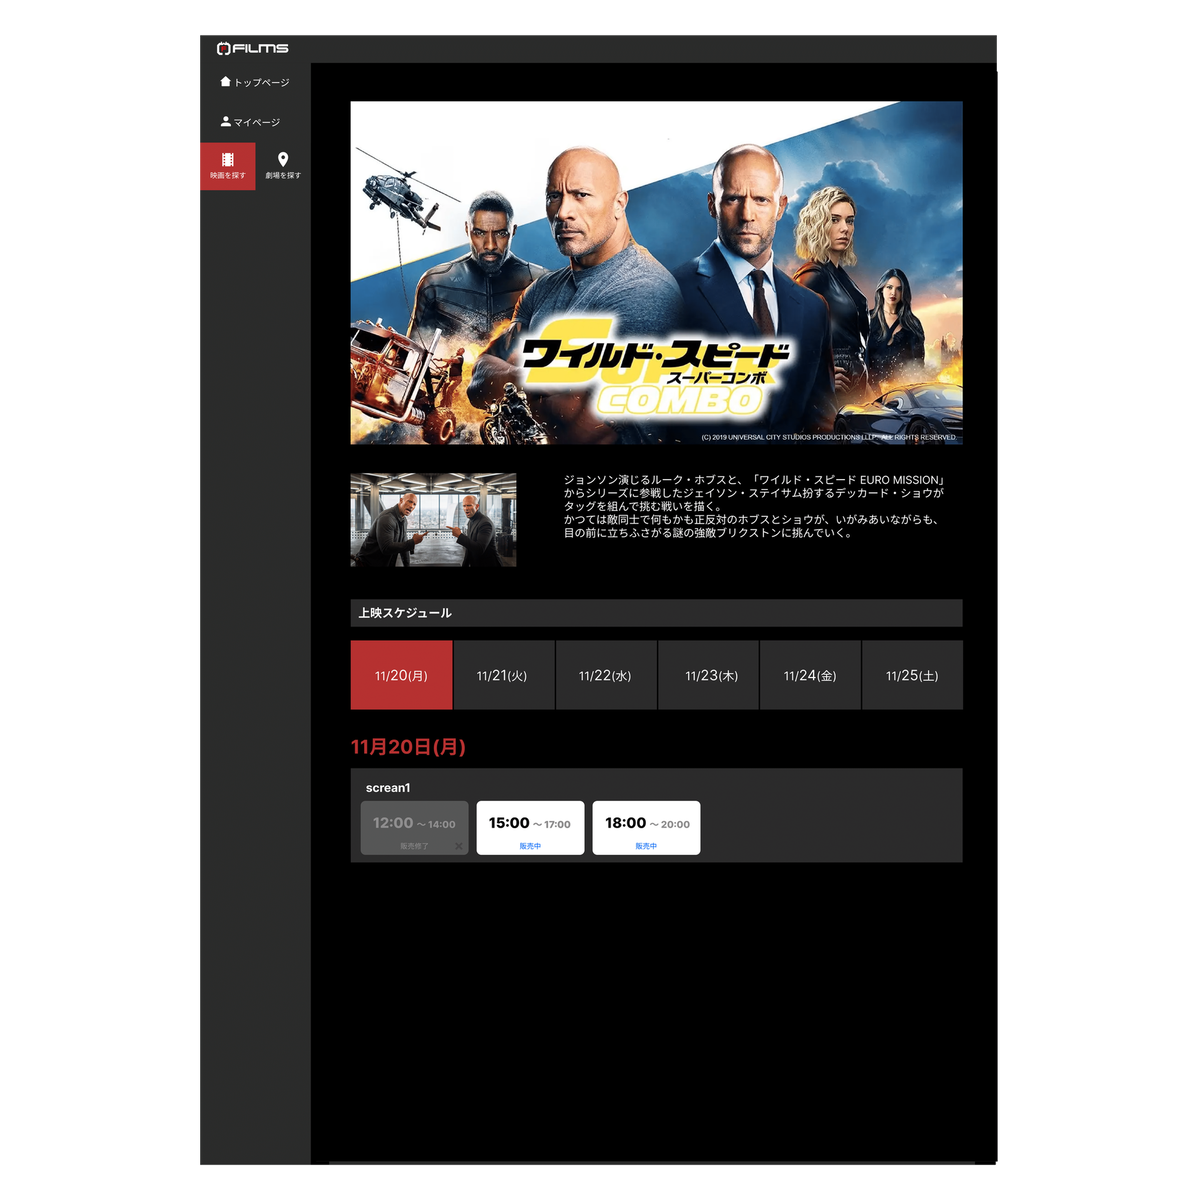 FILMS
トップページ
マイページ
映画を探す
劇場を探す
ワイルド・スピード
スーパーコンボ
SUPER
COMBO
(C) 2019 UNIVERSAL CITY STUDIOS PRODUCTIONS LLLP. ALL RIGHTS RESERVED.
ジョンソン演じるルーク・ホブスと、「ワイルド・スピード EURO MISSION」
からシリーズに参戦したジェイソン・ステイサム扮するデッカード・ショウが
タッグを組んで挑む戦いを描く。
かつては敵同士で何もかも正反対のホブスとショウが、いがみあいながらも、
目の前に立ちふさがる謎の強敵ブリクストンに挑んでいく。
上映スケジュール
11/20(月)
11/21(火)
11/22(水)
11/23(木)
11/24(金)
11/25(土)
11月20日(月)
screan1
12:00 ～ 14:00
販売修了
15:00 ～ 17:00
販売中
18:00 ～ 20:00
販売中